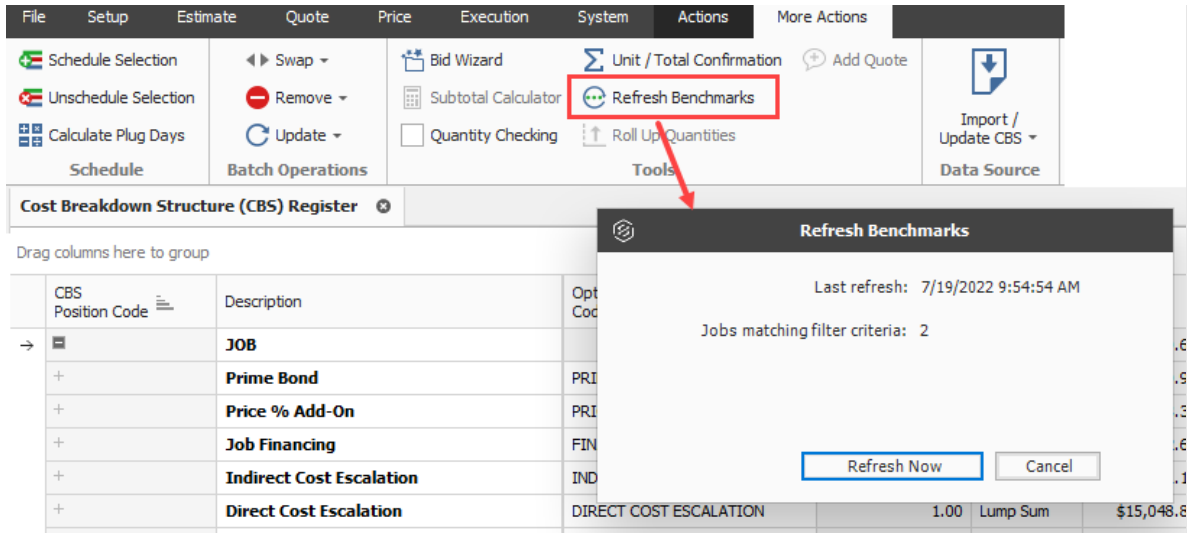 File Setup Estimate Quote Price Execution System Actions More Actions
Schedule Selection Swap Bid Wizard Unit / Total Confirmation Add Quote
Unschedule Selection Remove Subtotal Calculator Refresh Benchmarks
Calculate Plug Days Update Quantity Checking Roll Up Quantities
Import /
Update CBS
Schedule Batch Operations Tools Data Source
Cost Breakdown Structure (CBS) Register
Drag columns here to group
CBS
Position Code
Description
Opt
Cod
JOB
Prime Bond PRI
Price % Add-On PRI
Job Financing FIN
Indirect Cost Escalation IND
Direct Cost Escalation DIRECT COST ESCALATION 1.00 Lump Sum $15,048.8
Refresh Benchmarks
Last refresh: 7/19/2022 9:54:54 AM
Jobs matching filter criteria: 2
Refresh Now Cancel